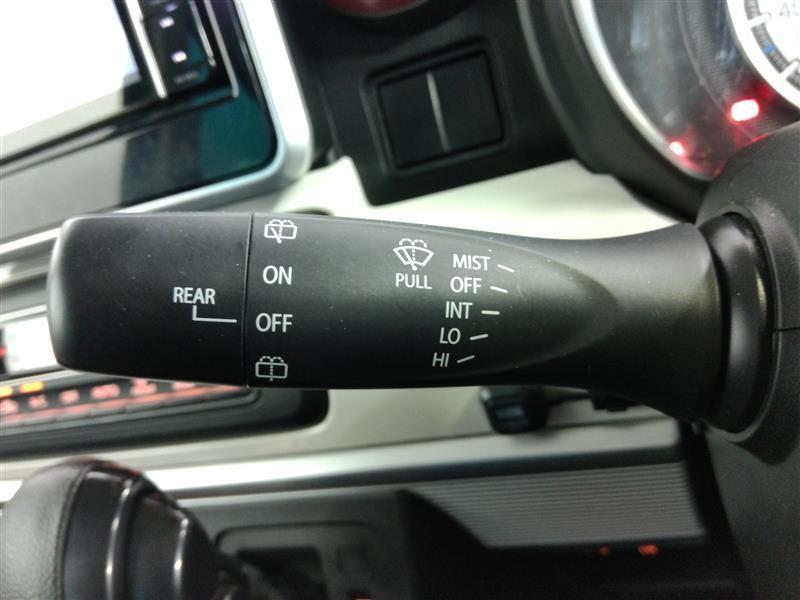 ON
REAR
OFF
PULL
MIST
OFF
INT
LO
HI